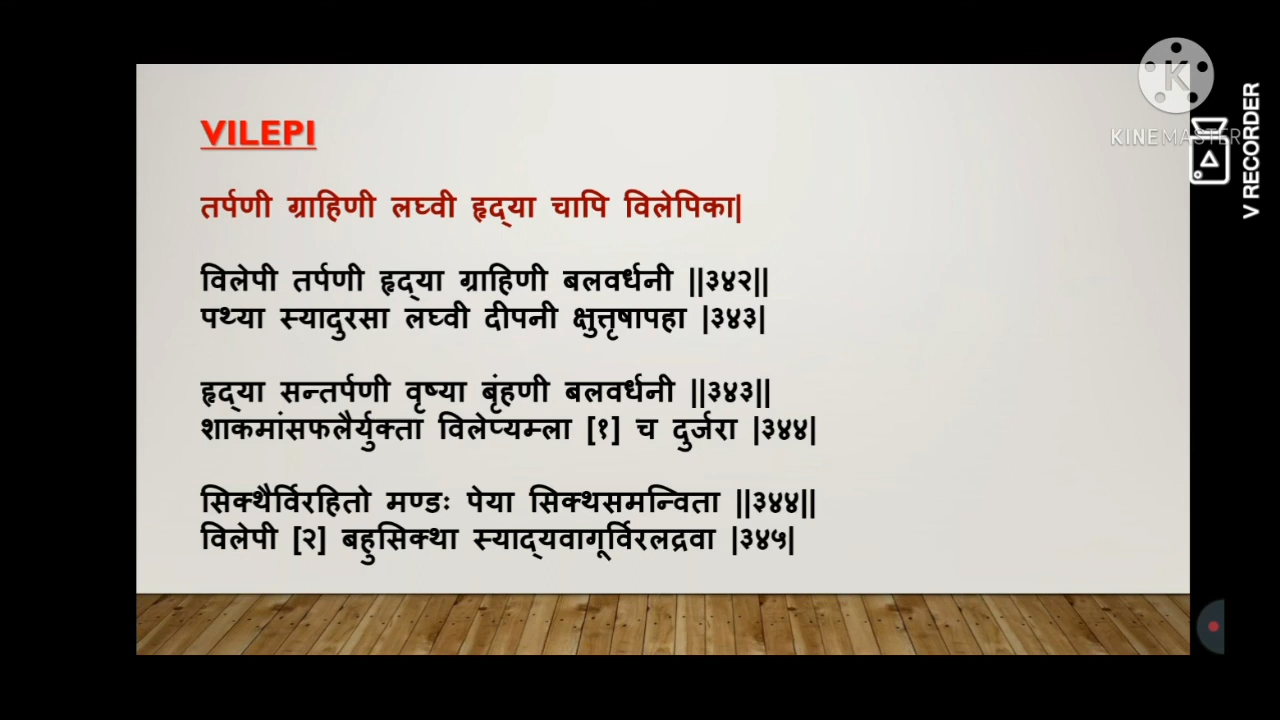 VILEPI
तर्पणी ग्राहिणी लघ्वी हृद्या चापि विलेपिका|
विलेपी तर्पणी हृद्या ग्राहिणी बलवर्धनी ||३४२||
पथ्या स्यादुरसा लघ्वी दीपनी क्षुत्तृषापहा |३४३|
हृद्या सन्तर्पणी वृष्या बृंहणी बलवर्धनी ||३४३||
शाकमांसफलैर्युक्ता विलेप्यम्ला [१] च दुर्जरा |३४४|
सिक्थैर्विरहितो मण्डः पेया सिक्थसमन्विता ||३४४||
विलेपी [२] बहुसिक्था स्याद्यवागूर्विरलद्रवा |३४५|
K
KINEMASTER
V RECORDER